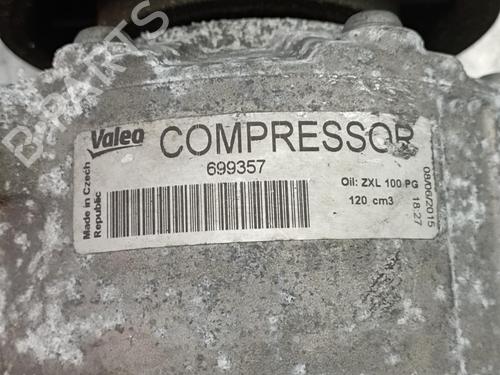 Valeo COMPRESSOR
699357
Made in Czech
Republic
Oil: ZXL 100 PG
120 cm3
08/06/2015
18:27
B-PARTS